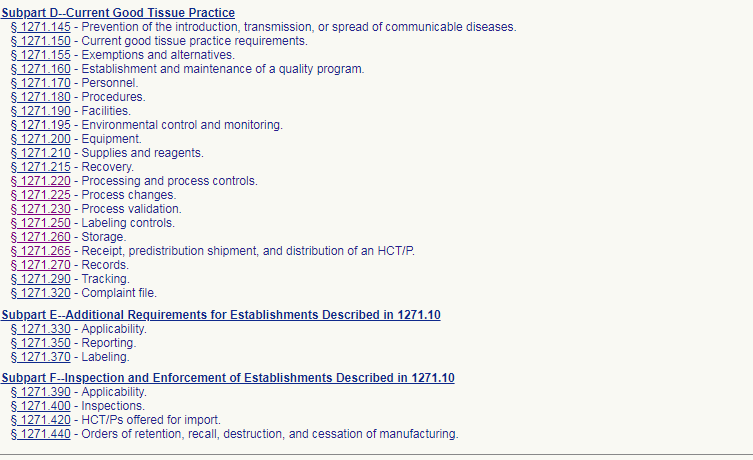 Subpart D--Current Good Tissue Practice
§ 1271.145 - Prevention of the introduction, transmission, or spread of communicable diseases.
§ 1271.150 - Current good tissue practice requirements.
§ 1271.155 - Exemptions and alternatives.
§ 1271.160 - Establishment and maintenance of a quality program.
§ 1271.170 - Personnel.
§ 1271.180 - Procedures.
§ 1271.190 - Facilities.
§ 1271.195 - Environmental control and monitoring.
§ 1271.200 - Equipment.
§ 1271.210 - Supplies and reagents.
§ 1271.215 - Recovery.
§ 1271.220 - Processing and process controls.
§ 1271.225 - Process changes.
§ 1271.230 - Process validation.
§ 1271.250 - Labeling controls.
§ 1271.260 - Storage.
§ 1271.265 - Receipt, predistribution shipment, and distribution of an HCT/P.
§ 1271.270 - Records.
§ 1271.290 - Tracking.
§ 1271.320 - Complaint file.
Subpart E--Additional Requirements for Establishments Described in 1271.10
§ 1271.330 - Applicability.
§ 1271.350 - Reporting.
§ 1271.370 - Labeling.
Subpart F--Inspection and Enforcement of Establishments Described in 1271.10
§ 1271.390 - Applicability.
§ 1271.400 - Inspections.
§ 1271.420 - HCT/Ps offered for import.
§ 1271.440 - Orders of retention, recall, destruction, and cessation of manufacturing.